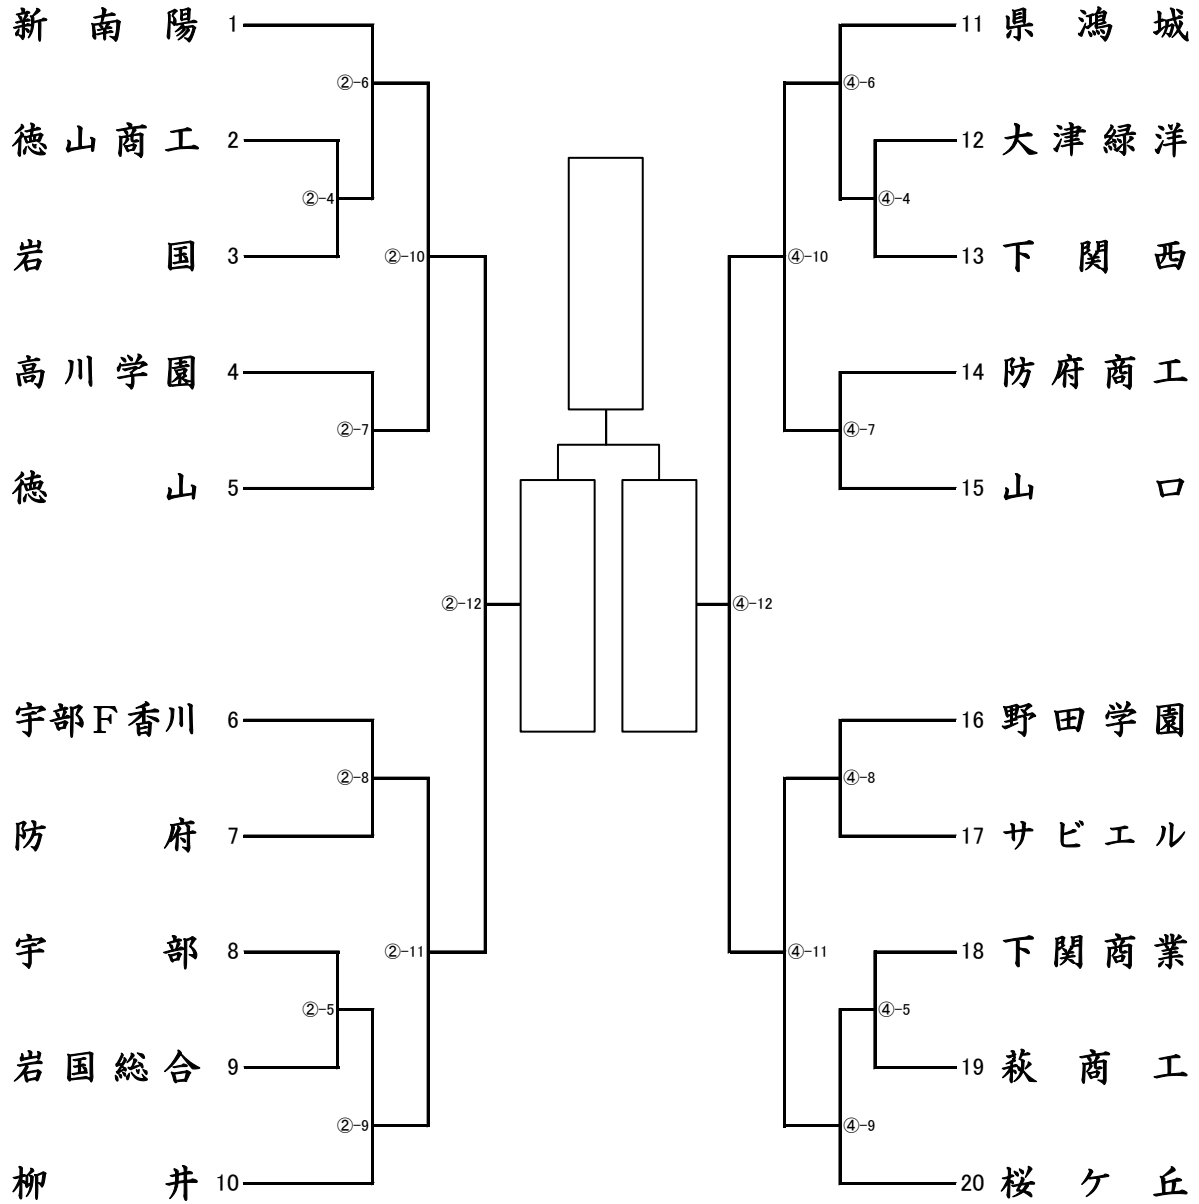 新南陽 1
②-6
徳山商工 2
②-4
岩国 3
②-10
高川学園 4
②-7
徳山 5
②-12
宇部F香川 6
②-8
防府 7
宇部 8
②-11
②-5
岩国総合 9
②-9
柳井 10
11 県鴻城
④-6
12 大津緑洋
④-4
13 下関西
④-10
14 防府商工
④-7
15 山口
④-12
16 野田学園
④-8
17 サビエル
18 下関商業
④-11
④-5
19 萩商工
④-9
20 桜ケ丘